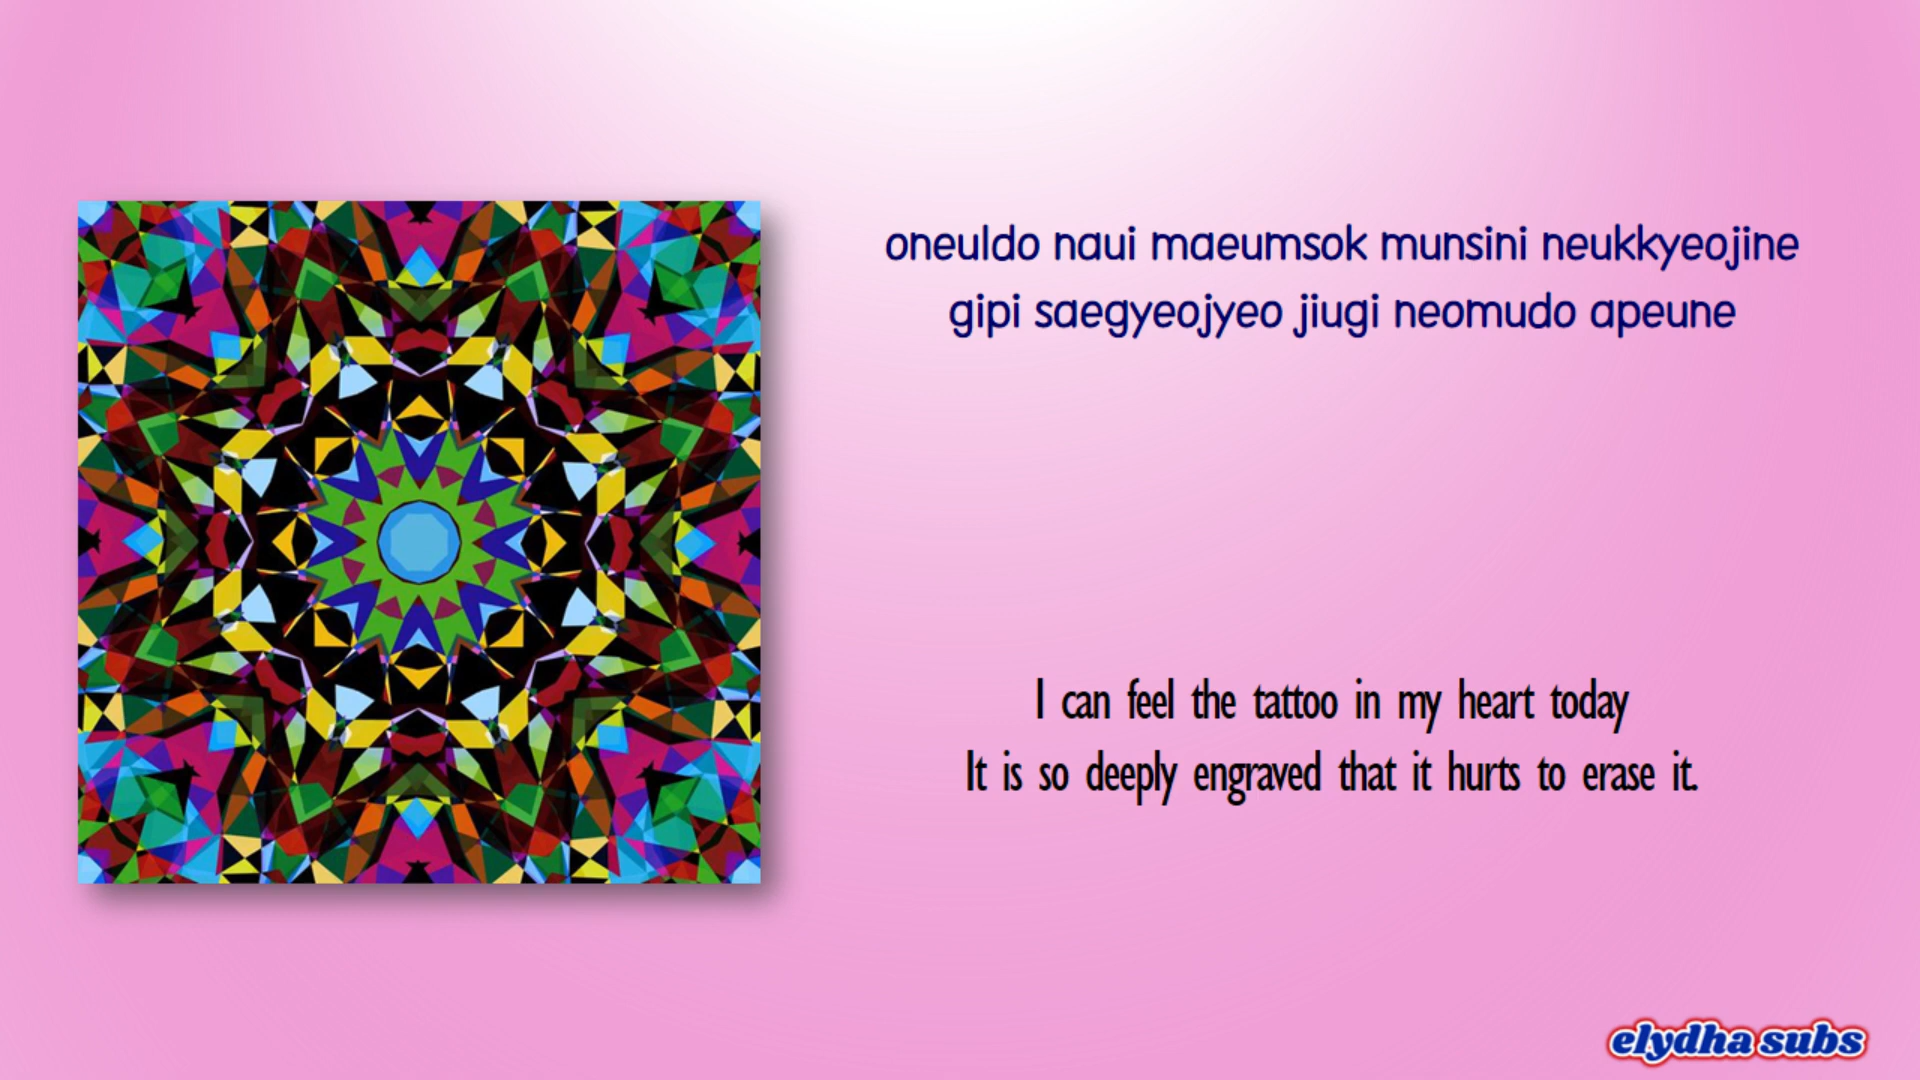 oneuldo naui maeumsok munsini neukkyeojine
gipi saegyeojyeo jiugi neomudo apeune
I can feel the tattoo in my heart today
It is so deeply engraved that it hurts to erase it.
elydha subs